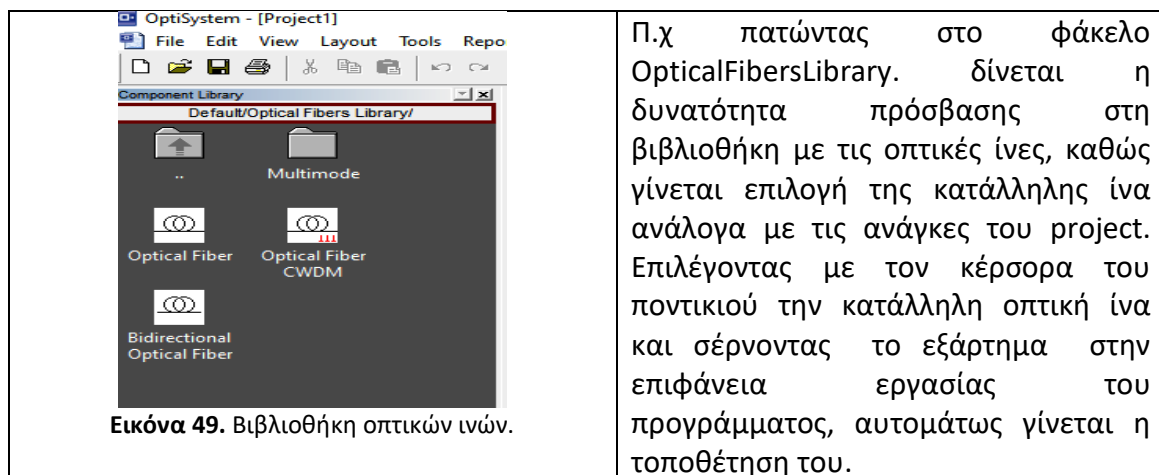 OptiSystem - [Project1]
File Edit View Layout Tools Repo
Component Library
Default/Optical Fibers Library/
..
Multimode
Optical Fiber
Optical Fiber
CWDM
Bidirectional
Optical Fiber
Εικόνα 49. Βιβλιοθήκη οπτικών ινών.
Π.χ πατώντας στο φάκελο
OpticalFibersLibrary. δίνεται η
δυνατότητα πρόσβασης στη
βιβλιοθήκη με τις οπτικές ίνες, καθώς
γίνεται επιλογή της κατάλληλης ίνα
ανάλογα με τις ανάγκες του project.
Επιλέγοντας με τον κέρσορα του
ποντικιού την κατάλληλη οπτική ίνα
και σέρνοντας το εξάρτημα στην
επιφάνεια εργασίας του
προγράμματος, αυτομάτως γίνεται η
τοποθέτηση του.